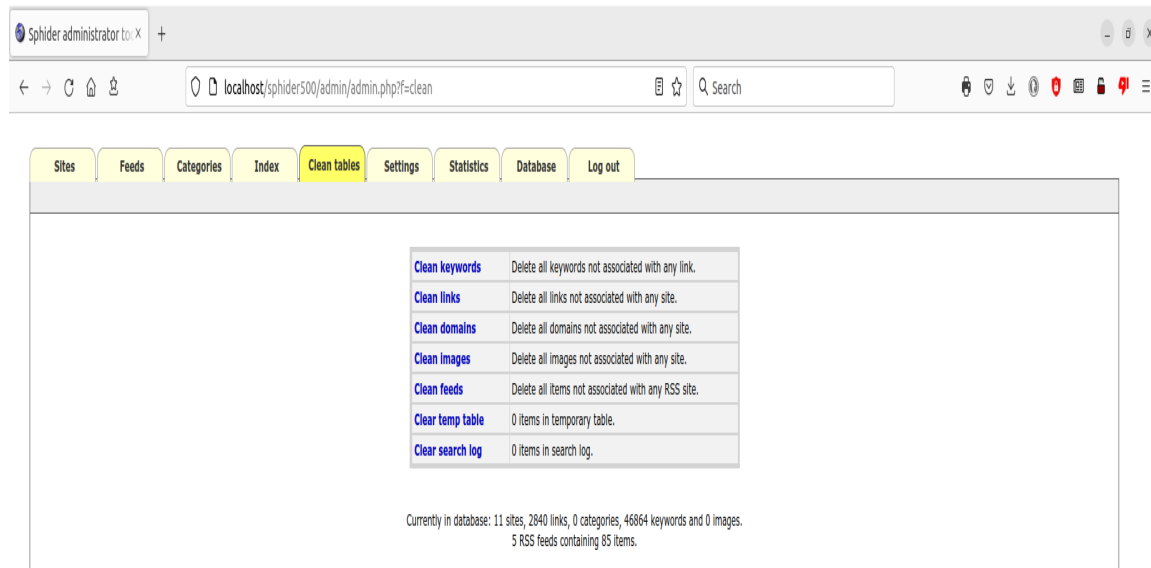 Sphider administrator too
localhost/sphider500/admin/admin.php?f=clean
Search
Sites Feeds Categories Index Clean tables Settings Statistics Database Log out
Clean keywords Delete all keywords not associated with any link.
Clean links Delete all links not associated with any site.
Clean domains Delete all domains not associated with any site.
Clean images Delete all images not associated with any site.
Clean feeds Delete all items not associated with any RSS site.
Clear temp table 0 items in temporary table.
Clear search log 0 items in search log.
Currently in database: 11 sites, 2840 links, 0 categories, 46864 keywords and 0 images.
5 RSS feeds containing 85 items.